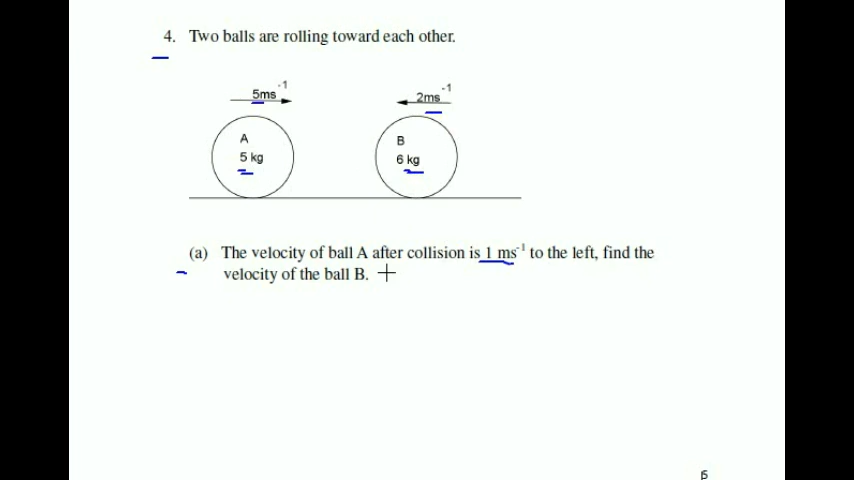 4. Two balls are rolling toward each other.
5ms⁻¹
2ms⁻¹
A
5 kg
B
6 kg
(a) The velocity of ball A after collision is 1 ms⁻¹ to the left, find the
velocity of the ball B.